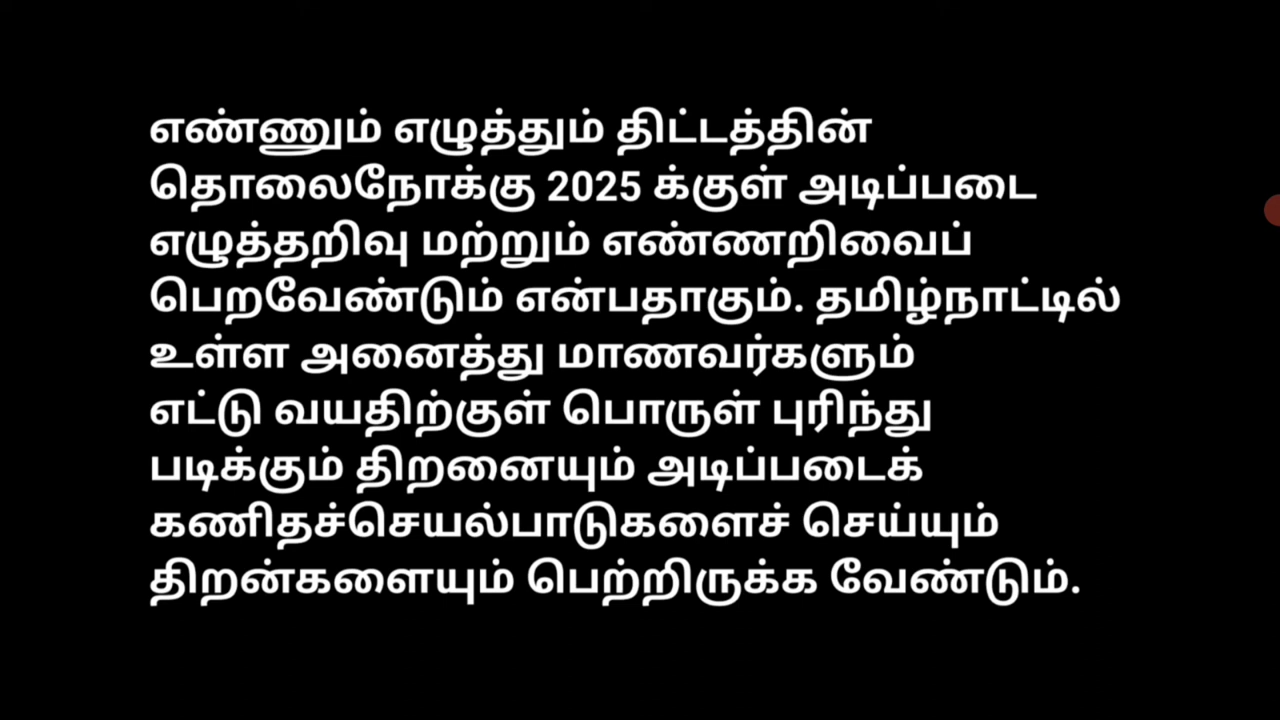 எண்ணும் எழுத்தும் திட்டத்தின்
தொலைநோக்கு 2025 க்குள் அடிப்படை
எழுத்தறிவு மற்றும் எண்ணறிவைப்
பெறவேண்டும் என்பதாகும். தமிழ்நாட்டில்
உள்ள அனைத்து மாணவர்களும்
எட்டு வயதிற்குள் பொருள் புரிந்து
படிக்கும் திறனையும் அடிப்படைக்
கணிதச்செயல்பாடுகளைச் செய்யும்
திறன்களையும் பெற்றிருக்க வேண்டும்.